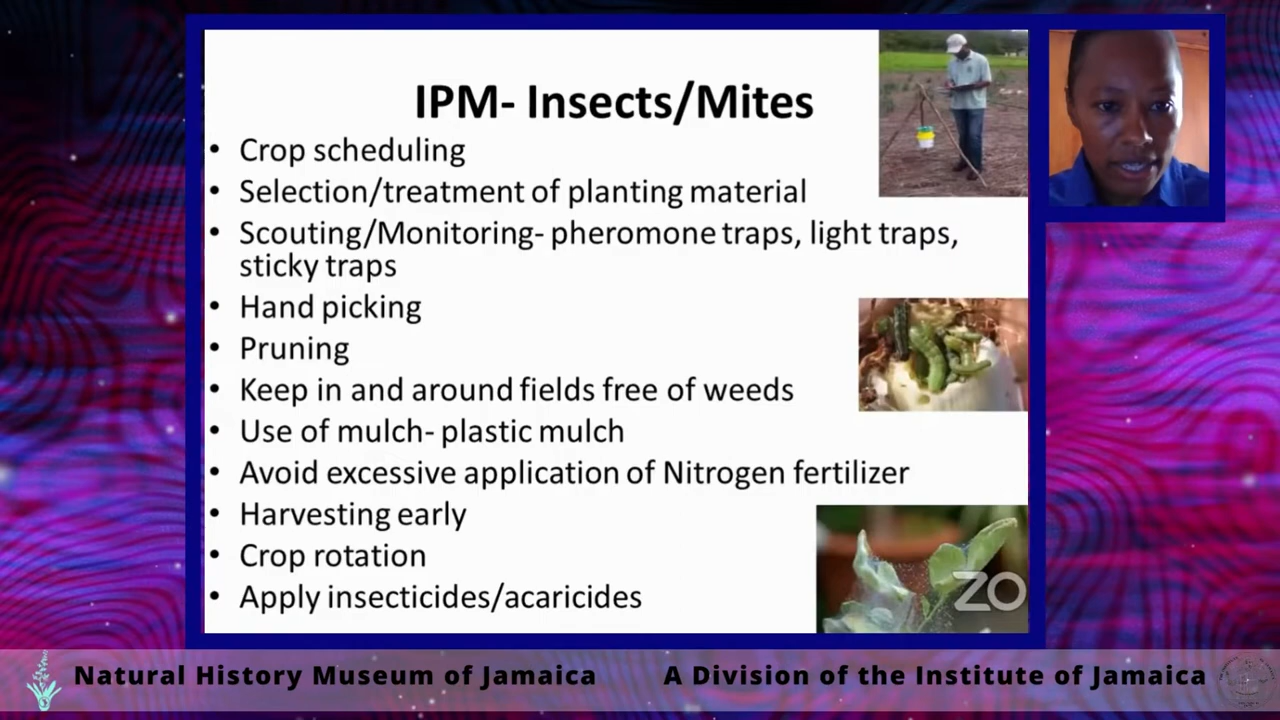 IPM- Insects/Mites
• Crop scheduling
• Selection/treatment of planting material
• Scouting/Monitoring- pheromone traps, light traps,
sticky traps
• Hand picking
• Pruning
• Keep in and around fields free of weeds
• Use of mulch- plastic mulch
• Avoid excessive application of Nitrogen fertilizer
• Harvesting early
• Crop rotation
• Apply insecticides/acaricides
ZO
Natural History Museum of Jamaica A Division of the Institute of Jamaica